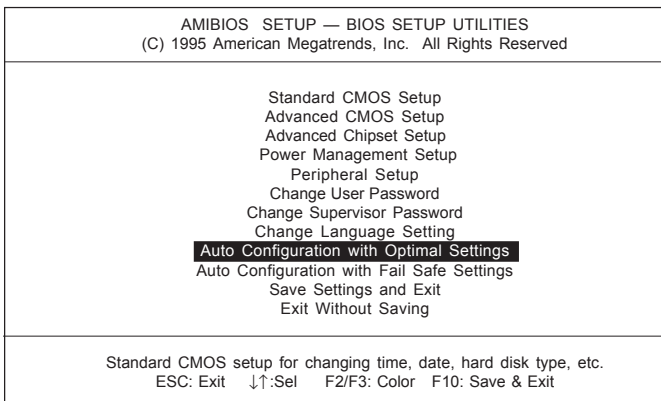 AMIBIOS SETUP — BIOS SETUP UTILITIES
(C) 1995 American Megatrends, Inc. All Rights Reserved
Standard CMOS Setup
Advanced CMOS Setup
Advanced Chipset Setup
Power Management Setup
Peripheral Setup
Change User Password
Change Supervisor Password
Change Language Setting
Auto Configuration with Optimal Settings
Auto Configuration with Fail Safe Settings
Save Settings and Exit
Exit Without Saving
Standard CMOS setup for changing time, date, hard disk type, etc.
ESC: Exit ↓↑:Sel F2/F3: Color F10: Save & Exit